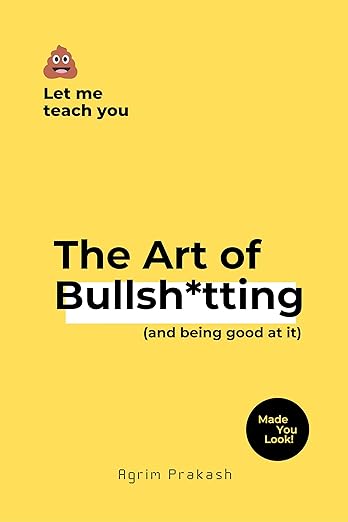 Let me
teach you
The Art of
Bullsh*tting
(and being good at it)
Made
You
Look!
Agrim Prakash